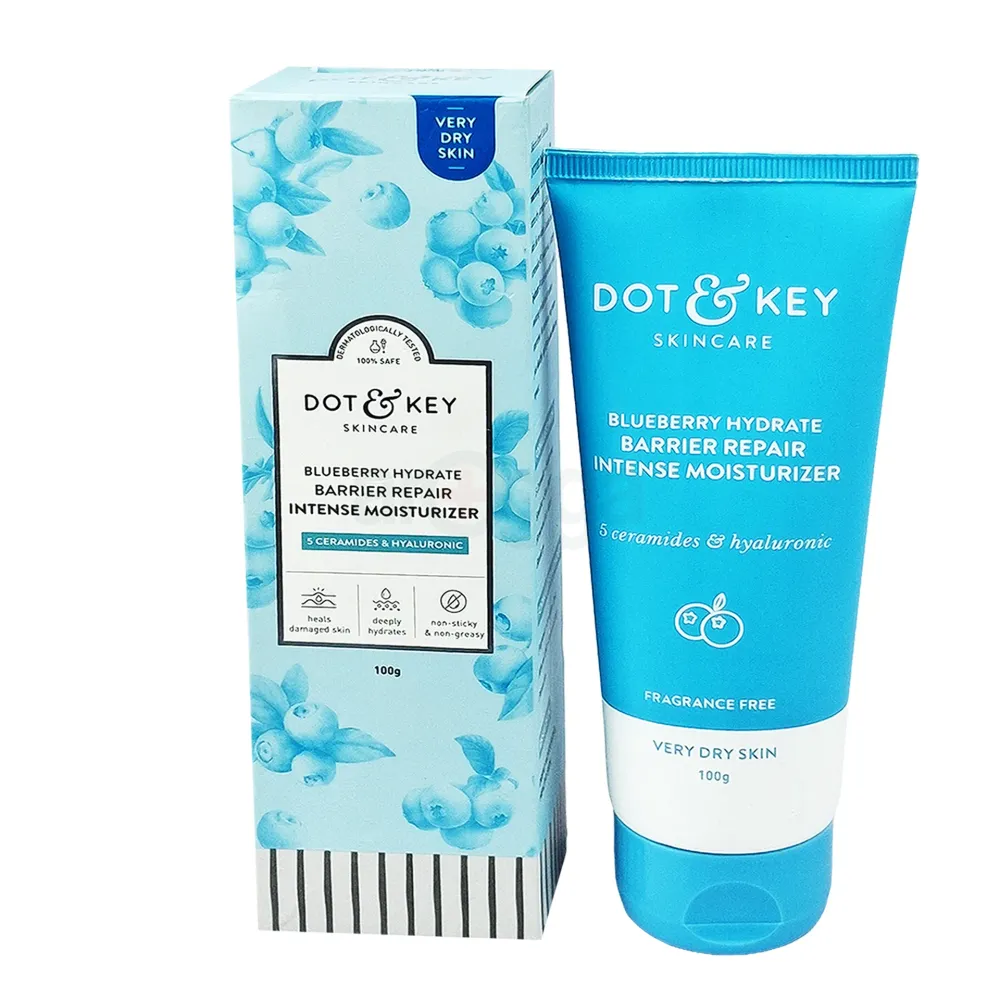 DOT & KEY
VERY
DRY
SKIN
DERMATOLOGICALLY TESTED
100% SAFE
DOT & KEY
SKINCARE
BLUEBERRY HYDRATE
BARRIER REPAIR
INTENSE MOISTURIZER
5 CERAMIDES & HYALURONIC
heals
damaged skin
deeply
hydrates
non-sticky
& non-greasy
100g
DOT & KEY
SKINCARE
BLUEBERRY HYDRATE
BARRIER REPAIR
INTENSE MOISTURIZER
5 ceramides & hyaluronic
FRAGRANCE FREE
VERY DRY SKIN
100g